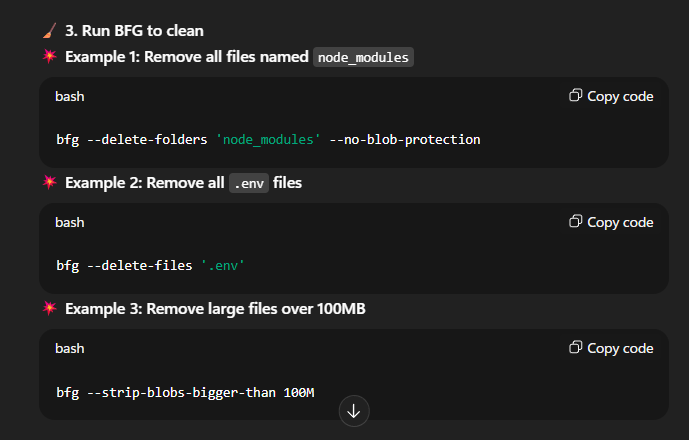 🧹 3. Run BFG to clean
💥 Example 1: Remove all files named node_modules
bash Copy code
bfg --delete-folders 'node_modules' --no-blob-protection
💥 Example 2: Remove all .env files
bash Copy code
bfg --delete-files '.env'
💥 Example 3: Remove large files over 100MB
bash Copy code
bfg --strip-blobs-bigger-than 100M